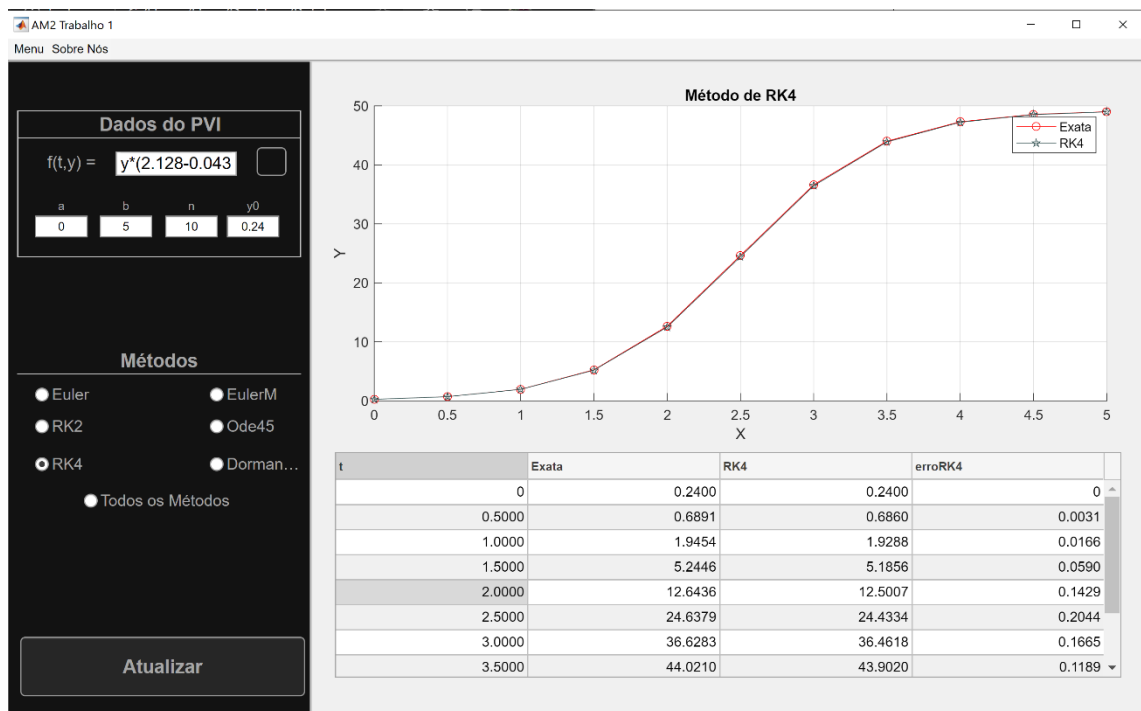 AM2 Trabalho 1
Menu Sobre Nós
Dados do PVI
f(t,y) = y*(2.128-0.043
a b n y0
0 5 10 0.24
Métodos
Euler EulerM
RK2 Ode45
RK4 Dorman...
Todos os Métodos
Atualizar
Método de RK4
Exata
RK4
50
40
30
20
10
0
Y
0 0.5 1 1.5 2 2.5 3 3.5 4 4.5 5
X
t Exata RK4 erroRK4
0 0.2400 0.2400 0
0.5000 0.6891 0.6860 0.0031
1.0000 1.9454 1.9288 0.0166
1.5000 5.2446 5.1856 0.0590
2.0000 12.6436 12.5007 0.1429
2.5000 24.6379 24.4334 0.2044
3.0000 36.6283 36.4618 0.1665
3.5000 44.0210 43.9020 0.1189